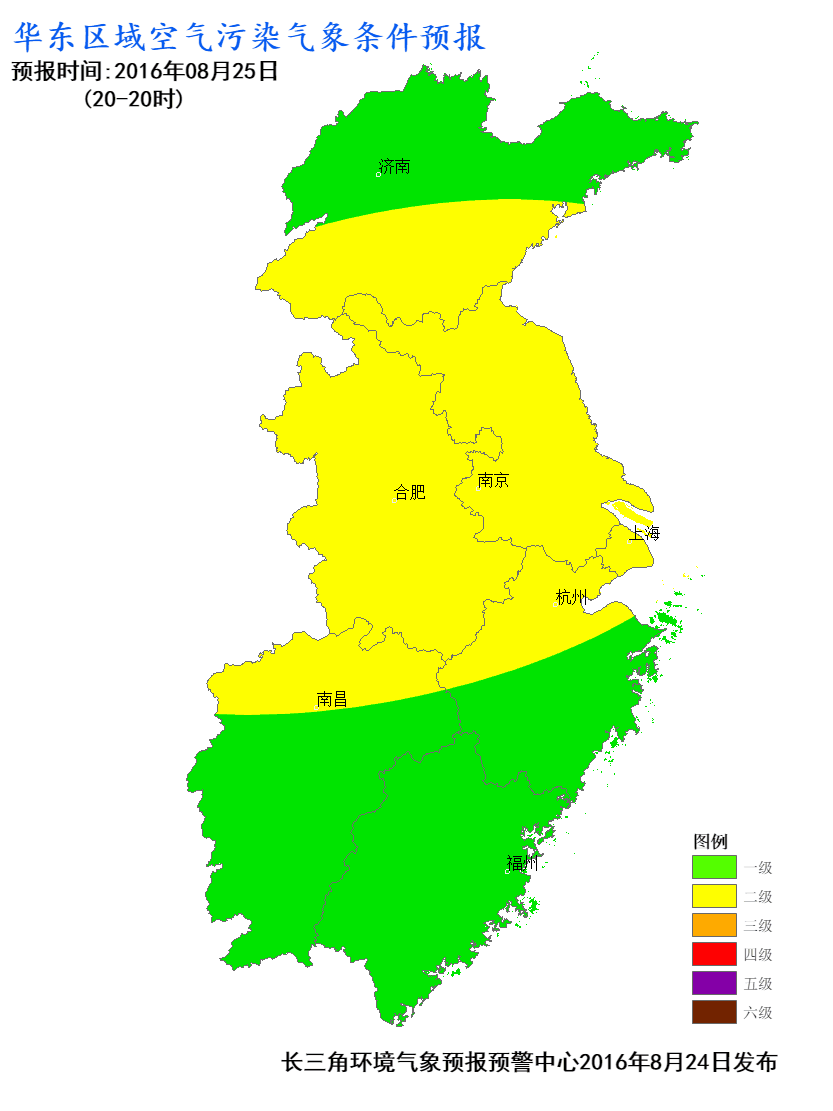 华东区域空气污染气象条件预报
预报时间:2016年08月25日
(20-20时)
济南
南京
合肥
上海
杭州
南昌
福州
图例
一级
二级
三级
四级
五级
六级
长三角环境气象预报预警中心2016年8月24日发布